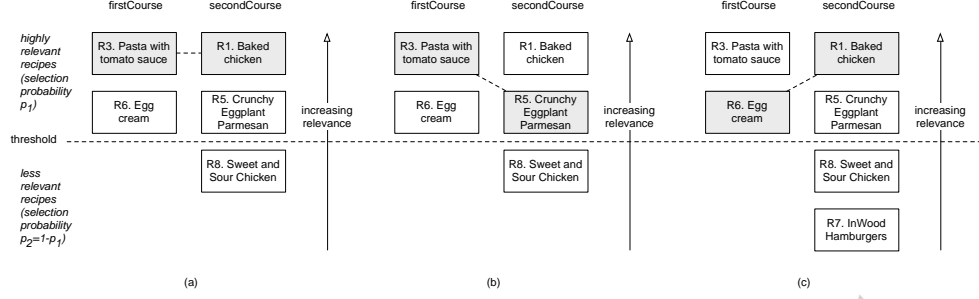 firstCourse secondCourse firstCourse secondCourse firstCourse secondCourse
highly
relevant
recipes
(selection
probability
p1)
R3. Pasta with
tomato sauce
R1. Baked
chicken
R6. Egg
cream
R5. Crunchy
Eggplant
Parmesan
increasing
relevance
threshold
R8. Sweet and
Sour Chicken
less
relevant
recipes
(selection
probability
p2=1-p1)
(a)
R3. Pasta with
tomato sauce
R1. Baked
chicken
R6. Egg
cream
R5. Crunchy
Eggplant
Parmesan
increasing
relevance
R8. Sweet and
Sour Chicken
(b)
R3. Pasta with
tomato sauce
R1. Baked
chicken
R6. Egg
cream
R5. Crunchy
Eggplant
Parmesan
increasing
relevance
R8. Sweet and
Sour Chicken
R7. InWood
Hamburgers
(c)